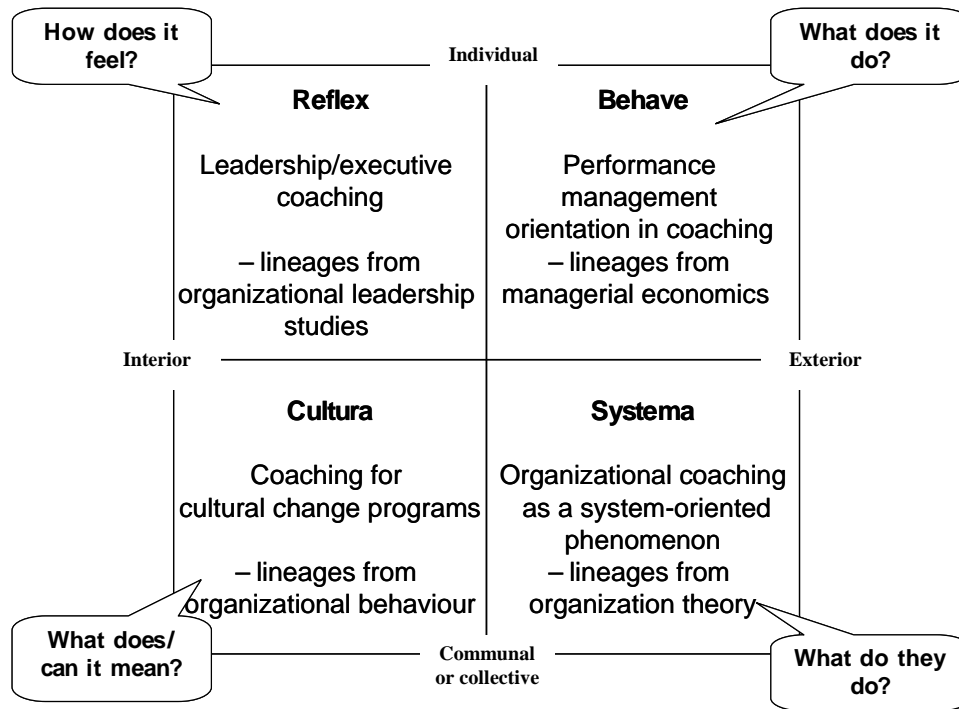 How does it
feel?
Individual
What does it
do?
Reflex
Leadership/executive
coaching
– lineages from
organizational leadership
studies
Behave
Performance
management
orientation in coaching
– lineages from
managerial economics
Interior
Exterior
Cultura
Coaching for
cultural change programs
– lineages from
organizational behaviour
Systema
Organizational coaching
as a system-oriented
phenomenon
– lineages from
organization theory
What does/
can it mean?
Communal
or collective
What do they
do?